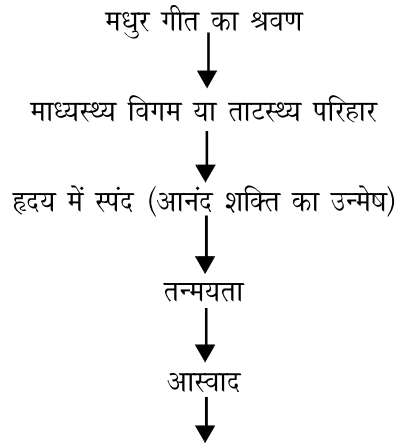 मधुर गीत का श्रवण
माध्यस्थ्य विगम या ताटस्थ्य परिहार
हृदय में स्पंद (आनंद शक्ति का उन्मेष)
तन्मयता
आस्वाद